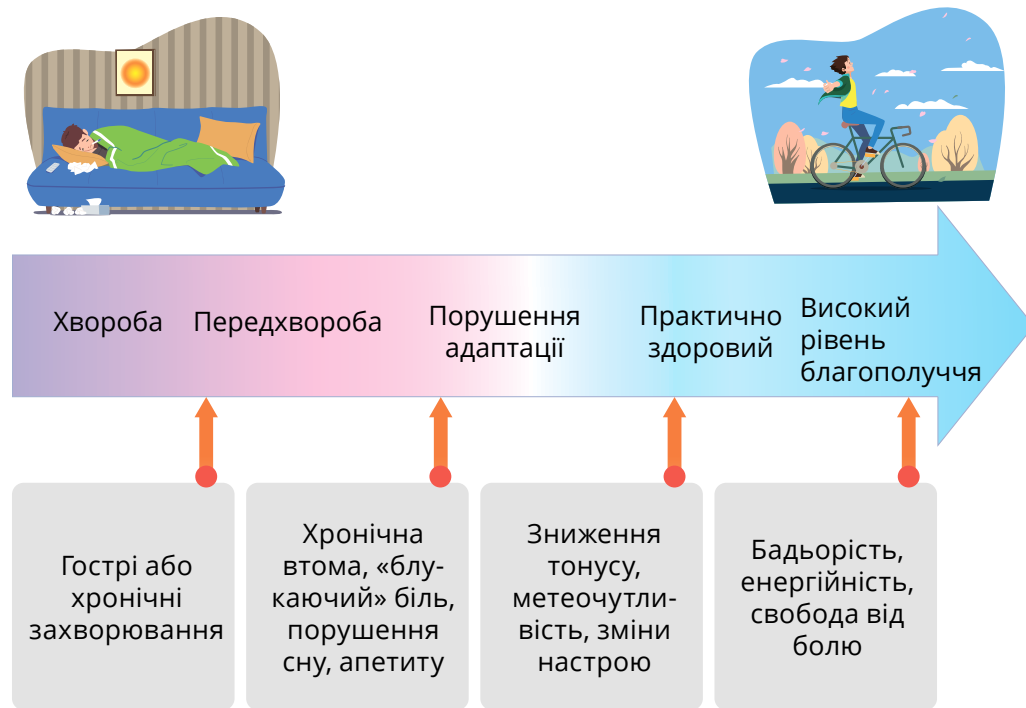 Хвороба
Передхвороба
Порушення
адаптації
Практично
здоровий
Високий
рівень
благополуччя
Гострі або
хронічні
захворювання
Хронічна
втома, «блу-
каючий» біль,
порушення
сну, апетиту
Зниження
тонусу,
метеочутли-
вість, зміни
настрою
Бадьорість,
енергійність,
свобода від
болю